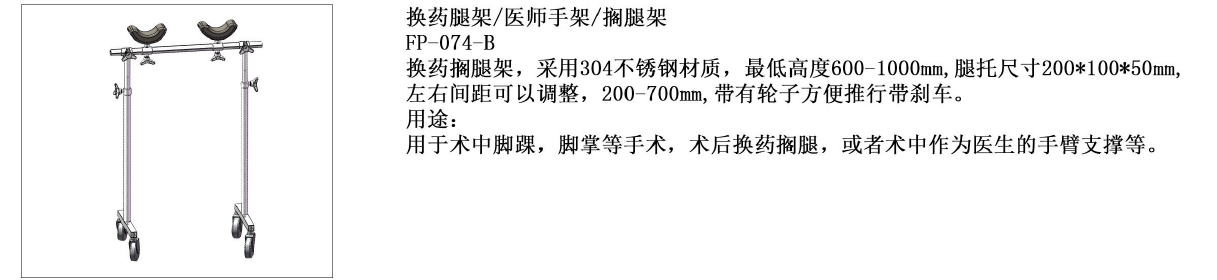 换药腿架/医师手架/搁腿架
FP-074-B
换药搁腿架，采用304不锈钢材质，最低高度600-1000mm,腿托尺寸200*100*50mm,
左右间距可以调整，200-700mm,带有轮子方便推行带刹车。
用途：
用于术中脚踝，脚掌等手术，术后换药搁腿，或者术中作为医生的手臂支撑等。